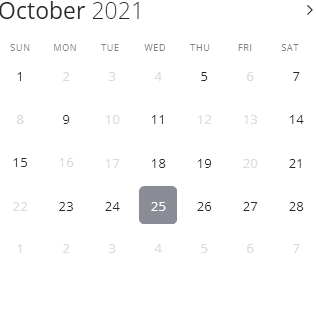 October 2021
SUN MON TUE WED THU FRI SAT
1 2 3 4 5 6 7
8 9 10 11 12 13 14
15 16 17 18 19 20 21
22 23 24 25 26 27 28
1 2 3 4 5 6 7